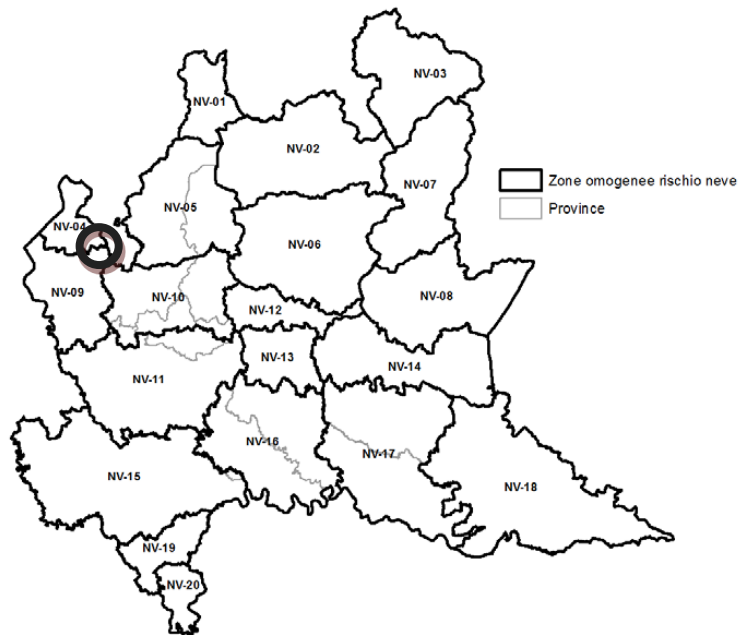 NV-03
NV-01
NV-02
NV-07
Zone omogenee rischio neve
NV-05
Province
NV-04
NV-06
NV-09
NV-10
NV-08
NV-12
NV-13
NV-14
NV-11
NV-16
NV-17
NV-15
NV-18
NV-19
NV-20